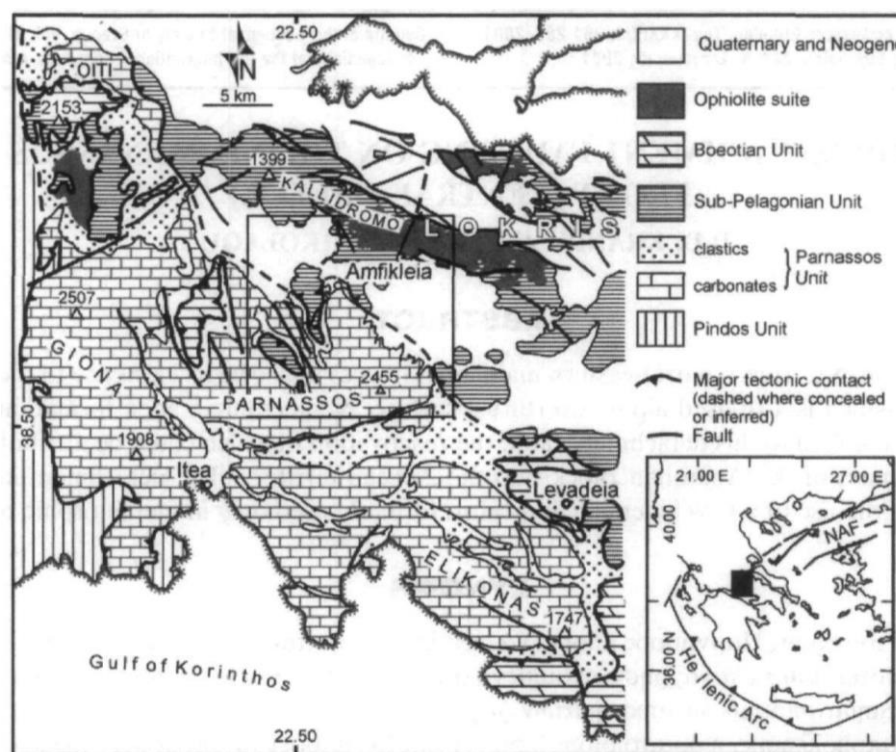 22.50
N
5 km
OITI
2153
1399
KALLIDROMO
LOKRIS
Amfikleia
2507
GIONA
PARNASSOS
2455
38.50
1908
Itea
Levadeia
ELIKONAS
1747
Gulf of Korinthos
22.50
Quaternary and Neogene
Ophiolite suite
Boeotian Unit
Sub-Pelagonian Unit
clastics
carbonates
Parnassos
Unit
Pindos Unit
Major tectonic contact
(dashed where concealed
or inferred)
Fault
21.00 E
27.00 E
40.00
NAF
36.00 N
Hellenic Arc